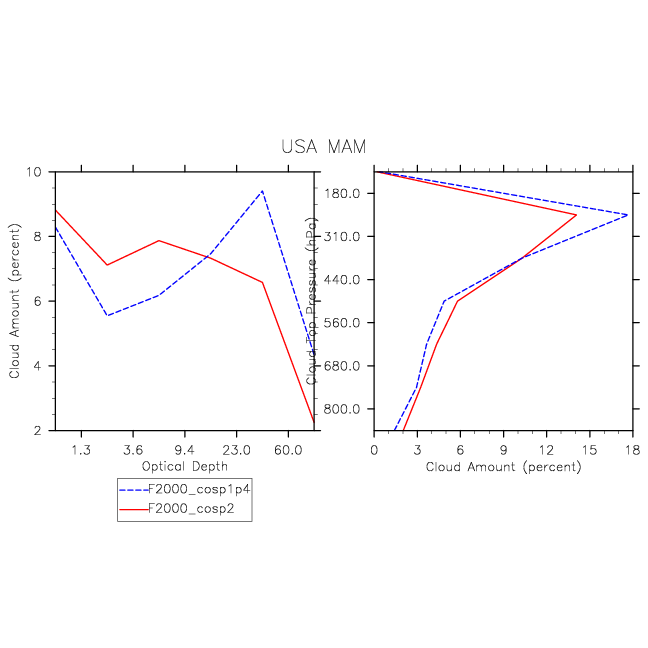 USA MAM
10
8
6
4
2
Cloud Amount (percent)
1.3 3.6 9.4 23.0 60.0
Optical Depth
Cloud Top Pressure (hPa)
180.0
310.0
440.0
560.0
680.0
800.0
0 3 6 9 12 15 18
Cloud Amount (percent)
F2000_cosp1p4
F2000_cosp2